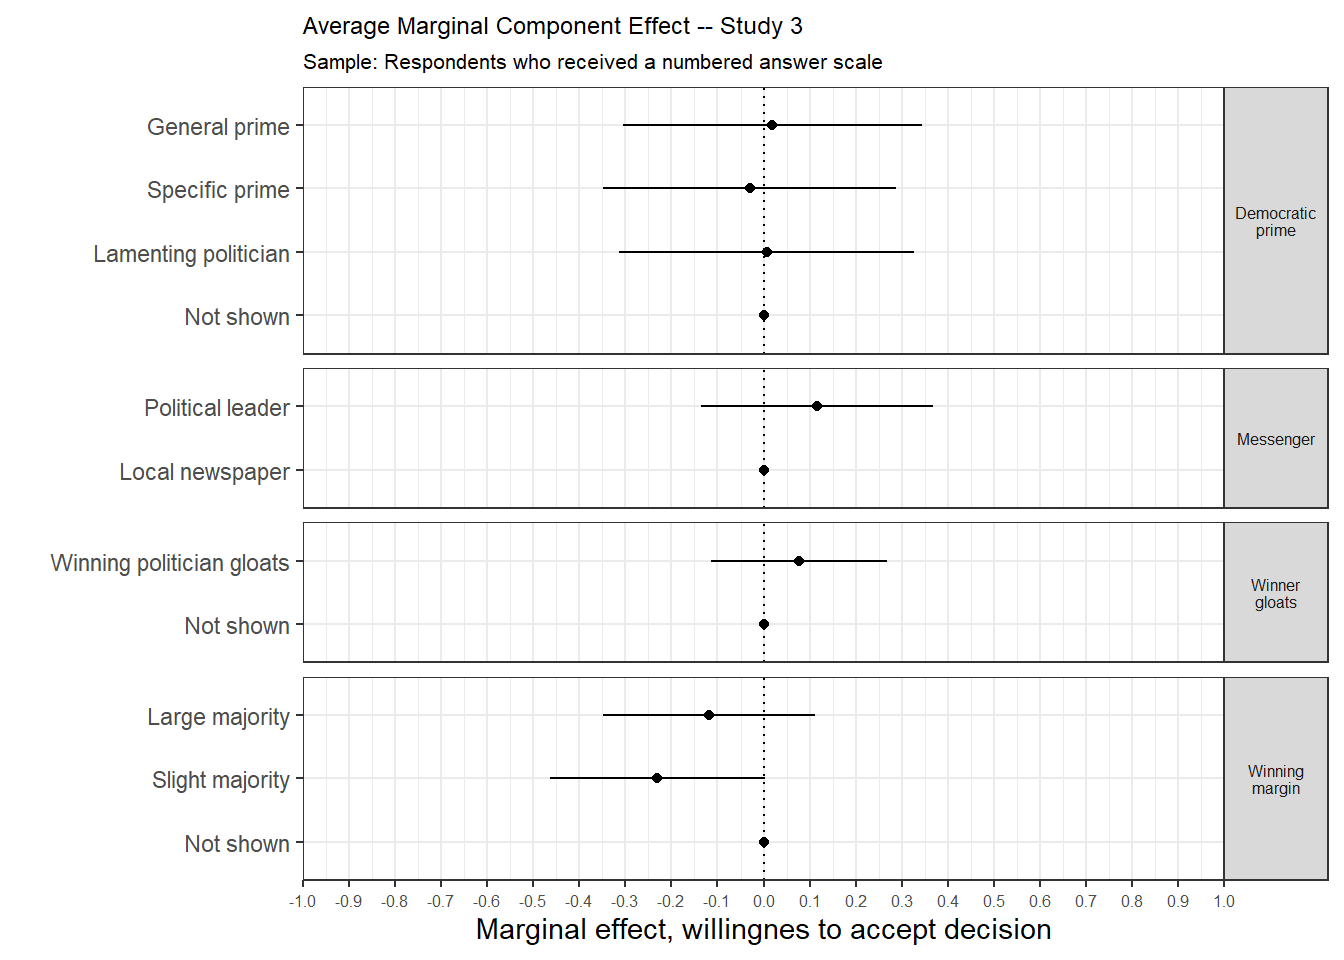 Average Marginal Component Effect -- Study 3
Sample: Respondents who received a numbered answer scale
General prime
Specific prime
Lamenting politician
Not shown
Democratic
prime
Political leader
Local newspaper
Messenger
Winning politician gloats
Not shown
Winner
gloats
Large majority
Slight majority
Not shown
Winning
margin
-1.0 -0.9 -0.8 -0.7 -0.6 -0.5 -0.4 -0.3 -0.2 -0.1 0.0 0.1 0.2 0.3 0.4 0.5 0.6 0.7 0.8 0.9 1.0
Marginal effect, willingnes to accept decision